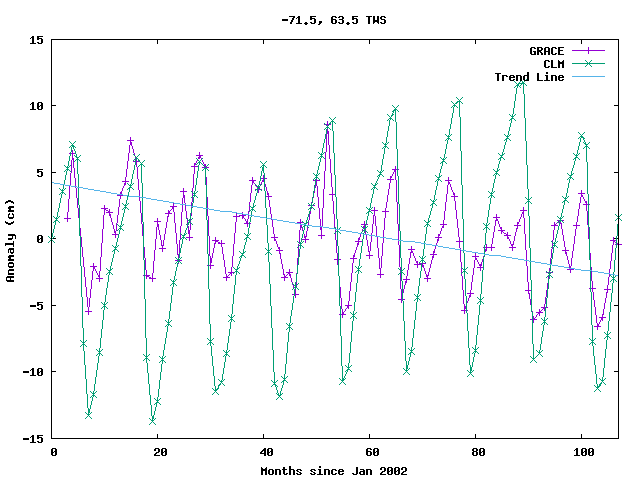 -71.5, 63.5 TWS
GRACE
CLM
Trend Line
15
10
5
0
-5
-10
-15
Anomaly (cm)
0 20 40 60 80 100
Months since Jan 2002